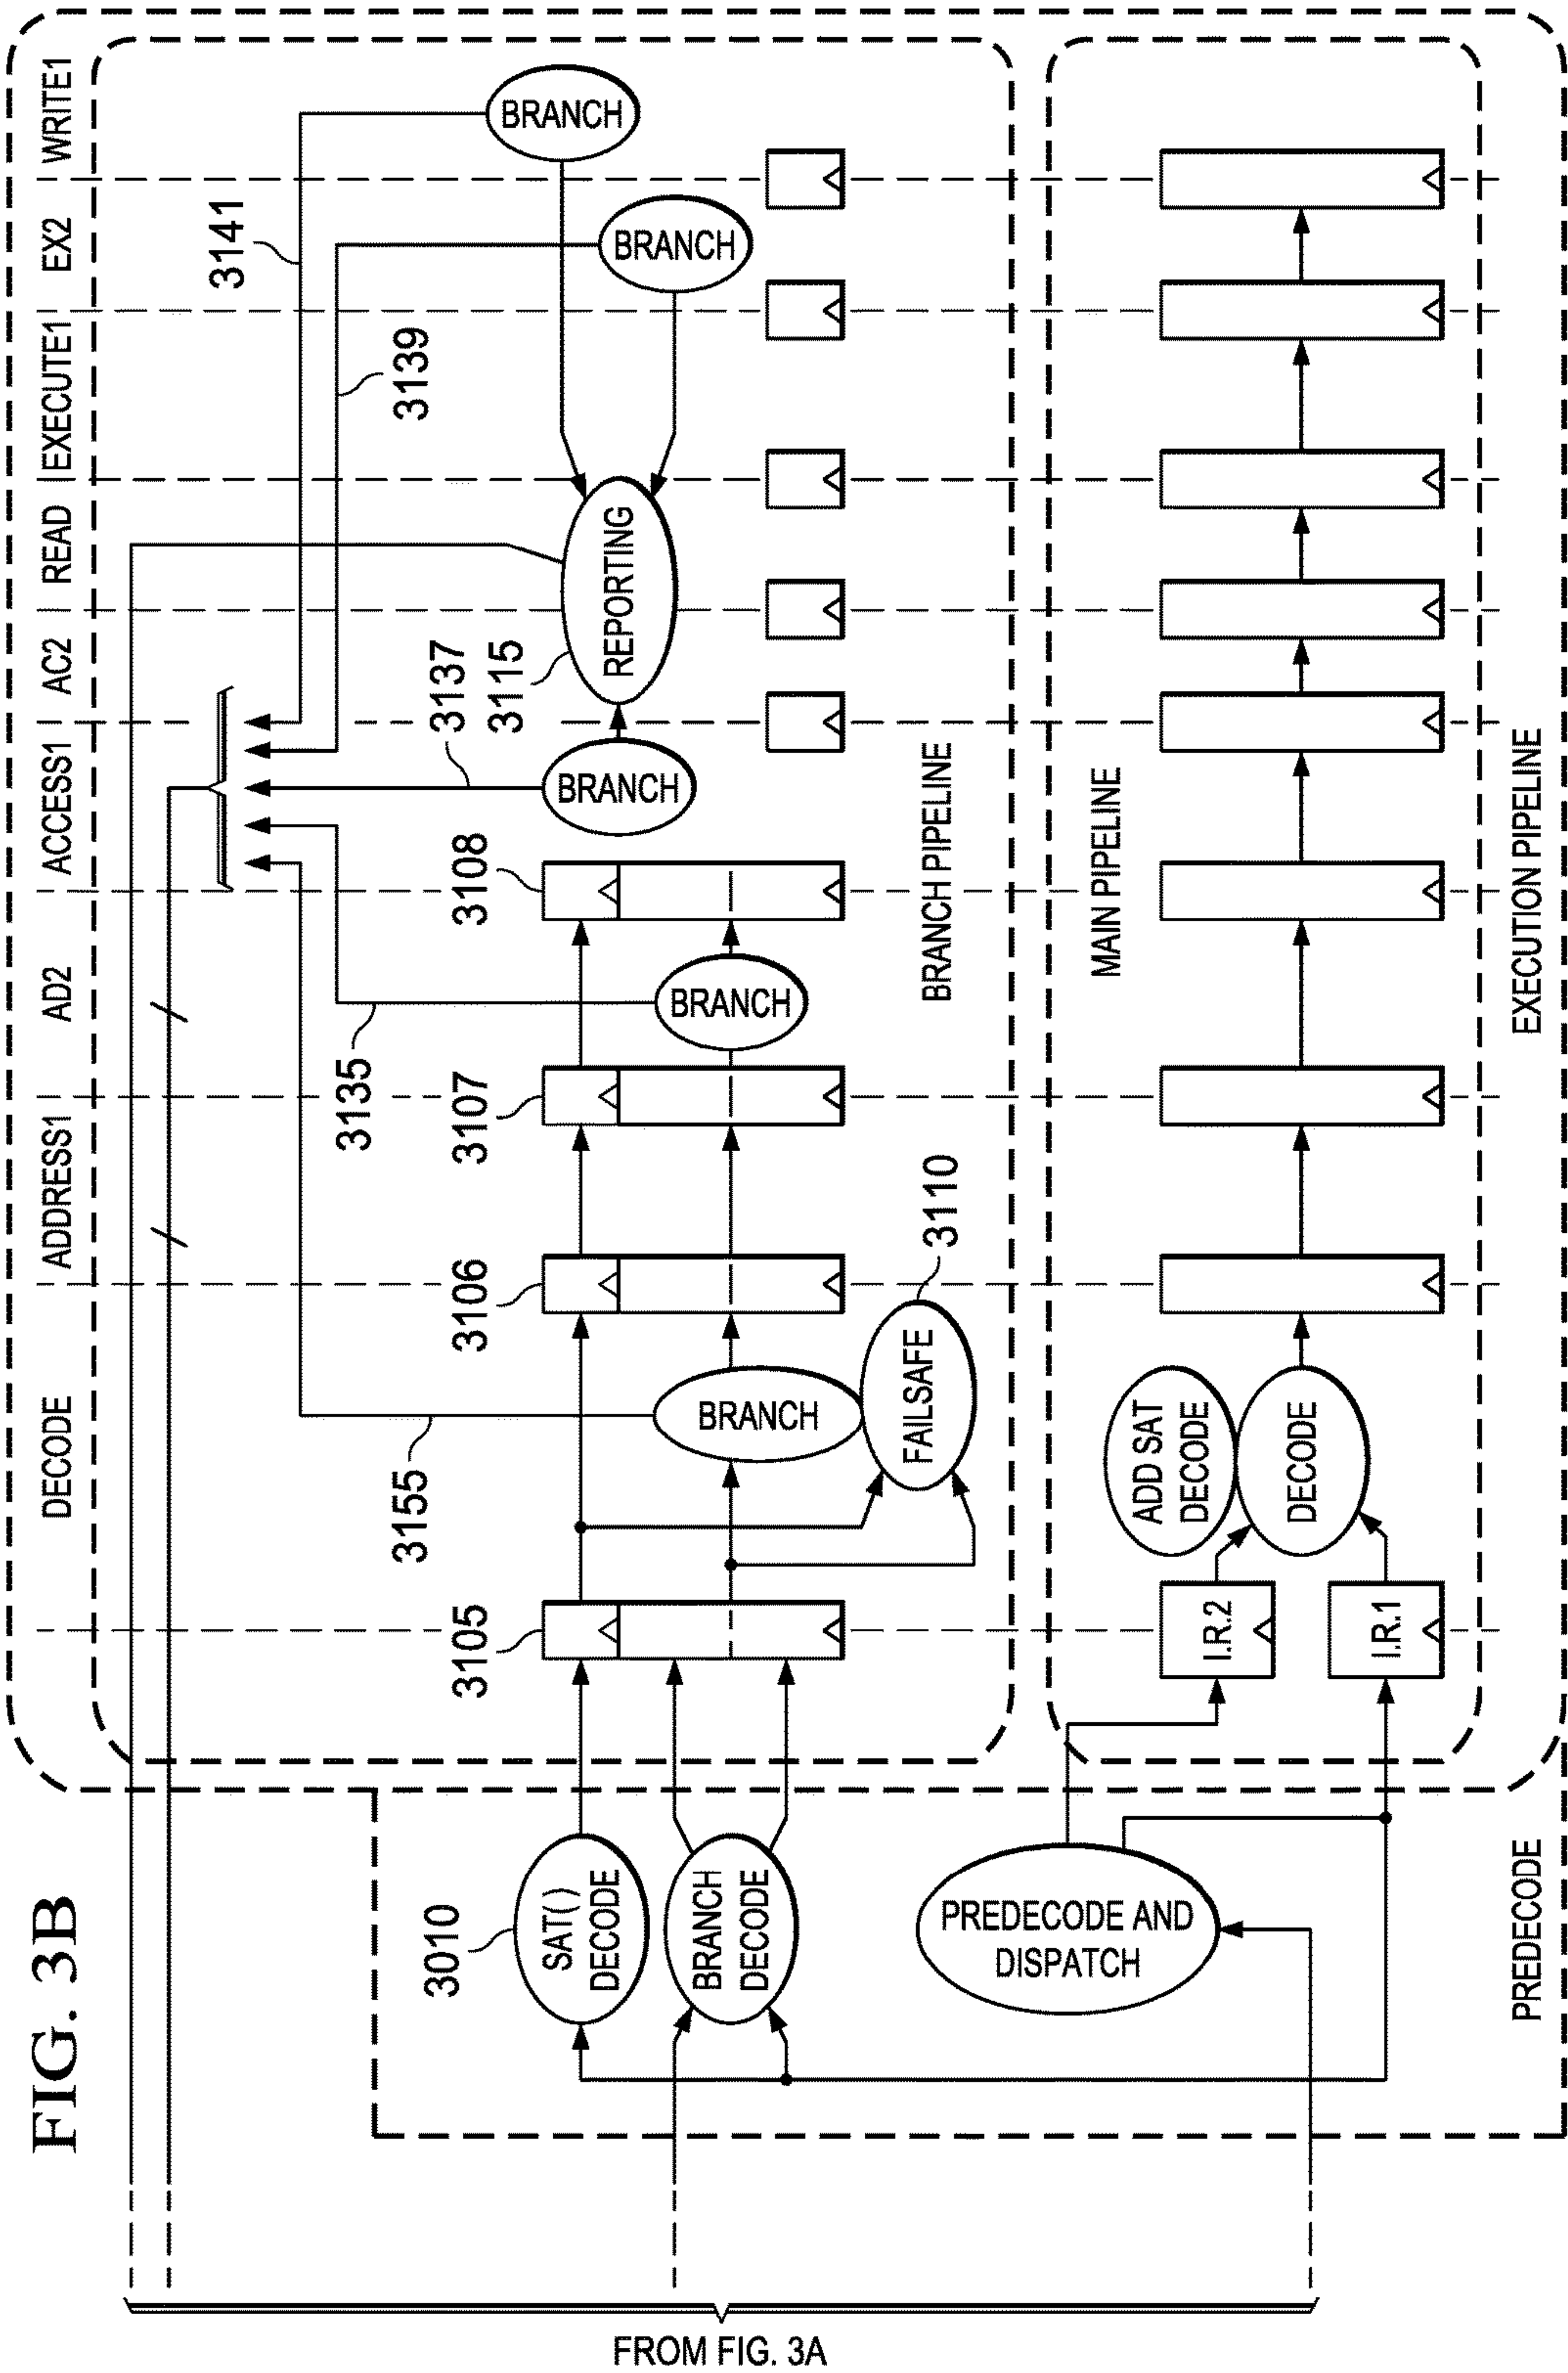 FIG. 3B
DECODE
ADDRESS1
AD2
ACCESS1
AC2
READ
EXECUTE1
EX2
WRITE1
3141
3139
3155
3135
3137
3115
3010
3105
3106
3107
3108
SAT( )
DECODE
BRANCH
DECODE
BRANCH
BRANCH
BRANCH
REPORTING
BRANCH
BRANCH
FAILSAFE
3110
BRANCH PIPELINE
MAIN PIPELINE
PREDECODE AND
DISPATCH
I.R.2
I.R.1
ADD SAT
DECODE
DECODE
PREDECODE
EXECUTION PIPELINE
FROM FIG. 3A